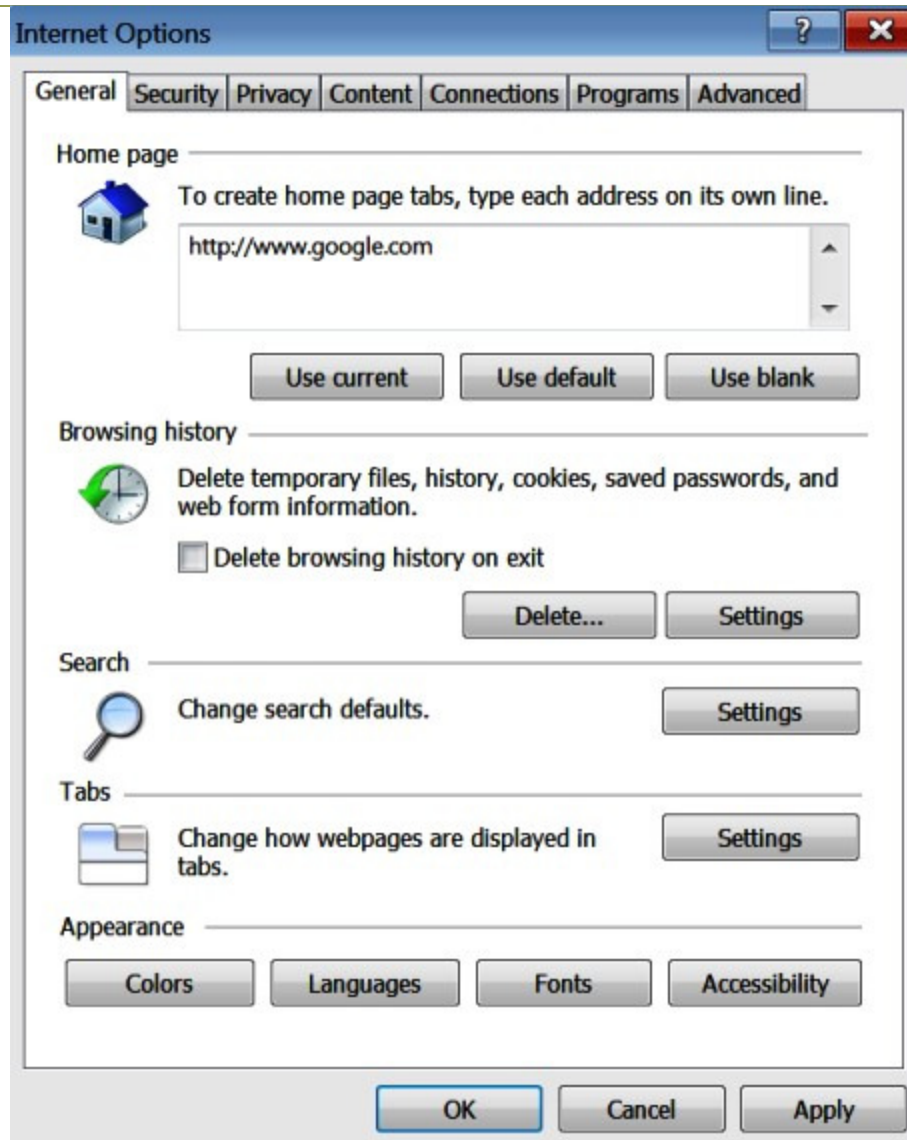 Internet Options
?
General Security Privacy Content Connections Programs Advanced
Home page
To create home page tabs, type each address on its own line.
http://www.google.com
Use current Use default Use blank
Browsing history
Delete temporary files, history, cookies, saved passwords, and
web form information.
Delete browsing history on exit
Delete... Settings
Search
Change search defaults.
Settings
Tabs
Change how webpages are displayed in
tabs.
Settings
Appearance
Colors Languages Fonts Accessibility
OK Cancel Apply